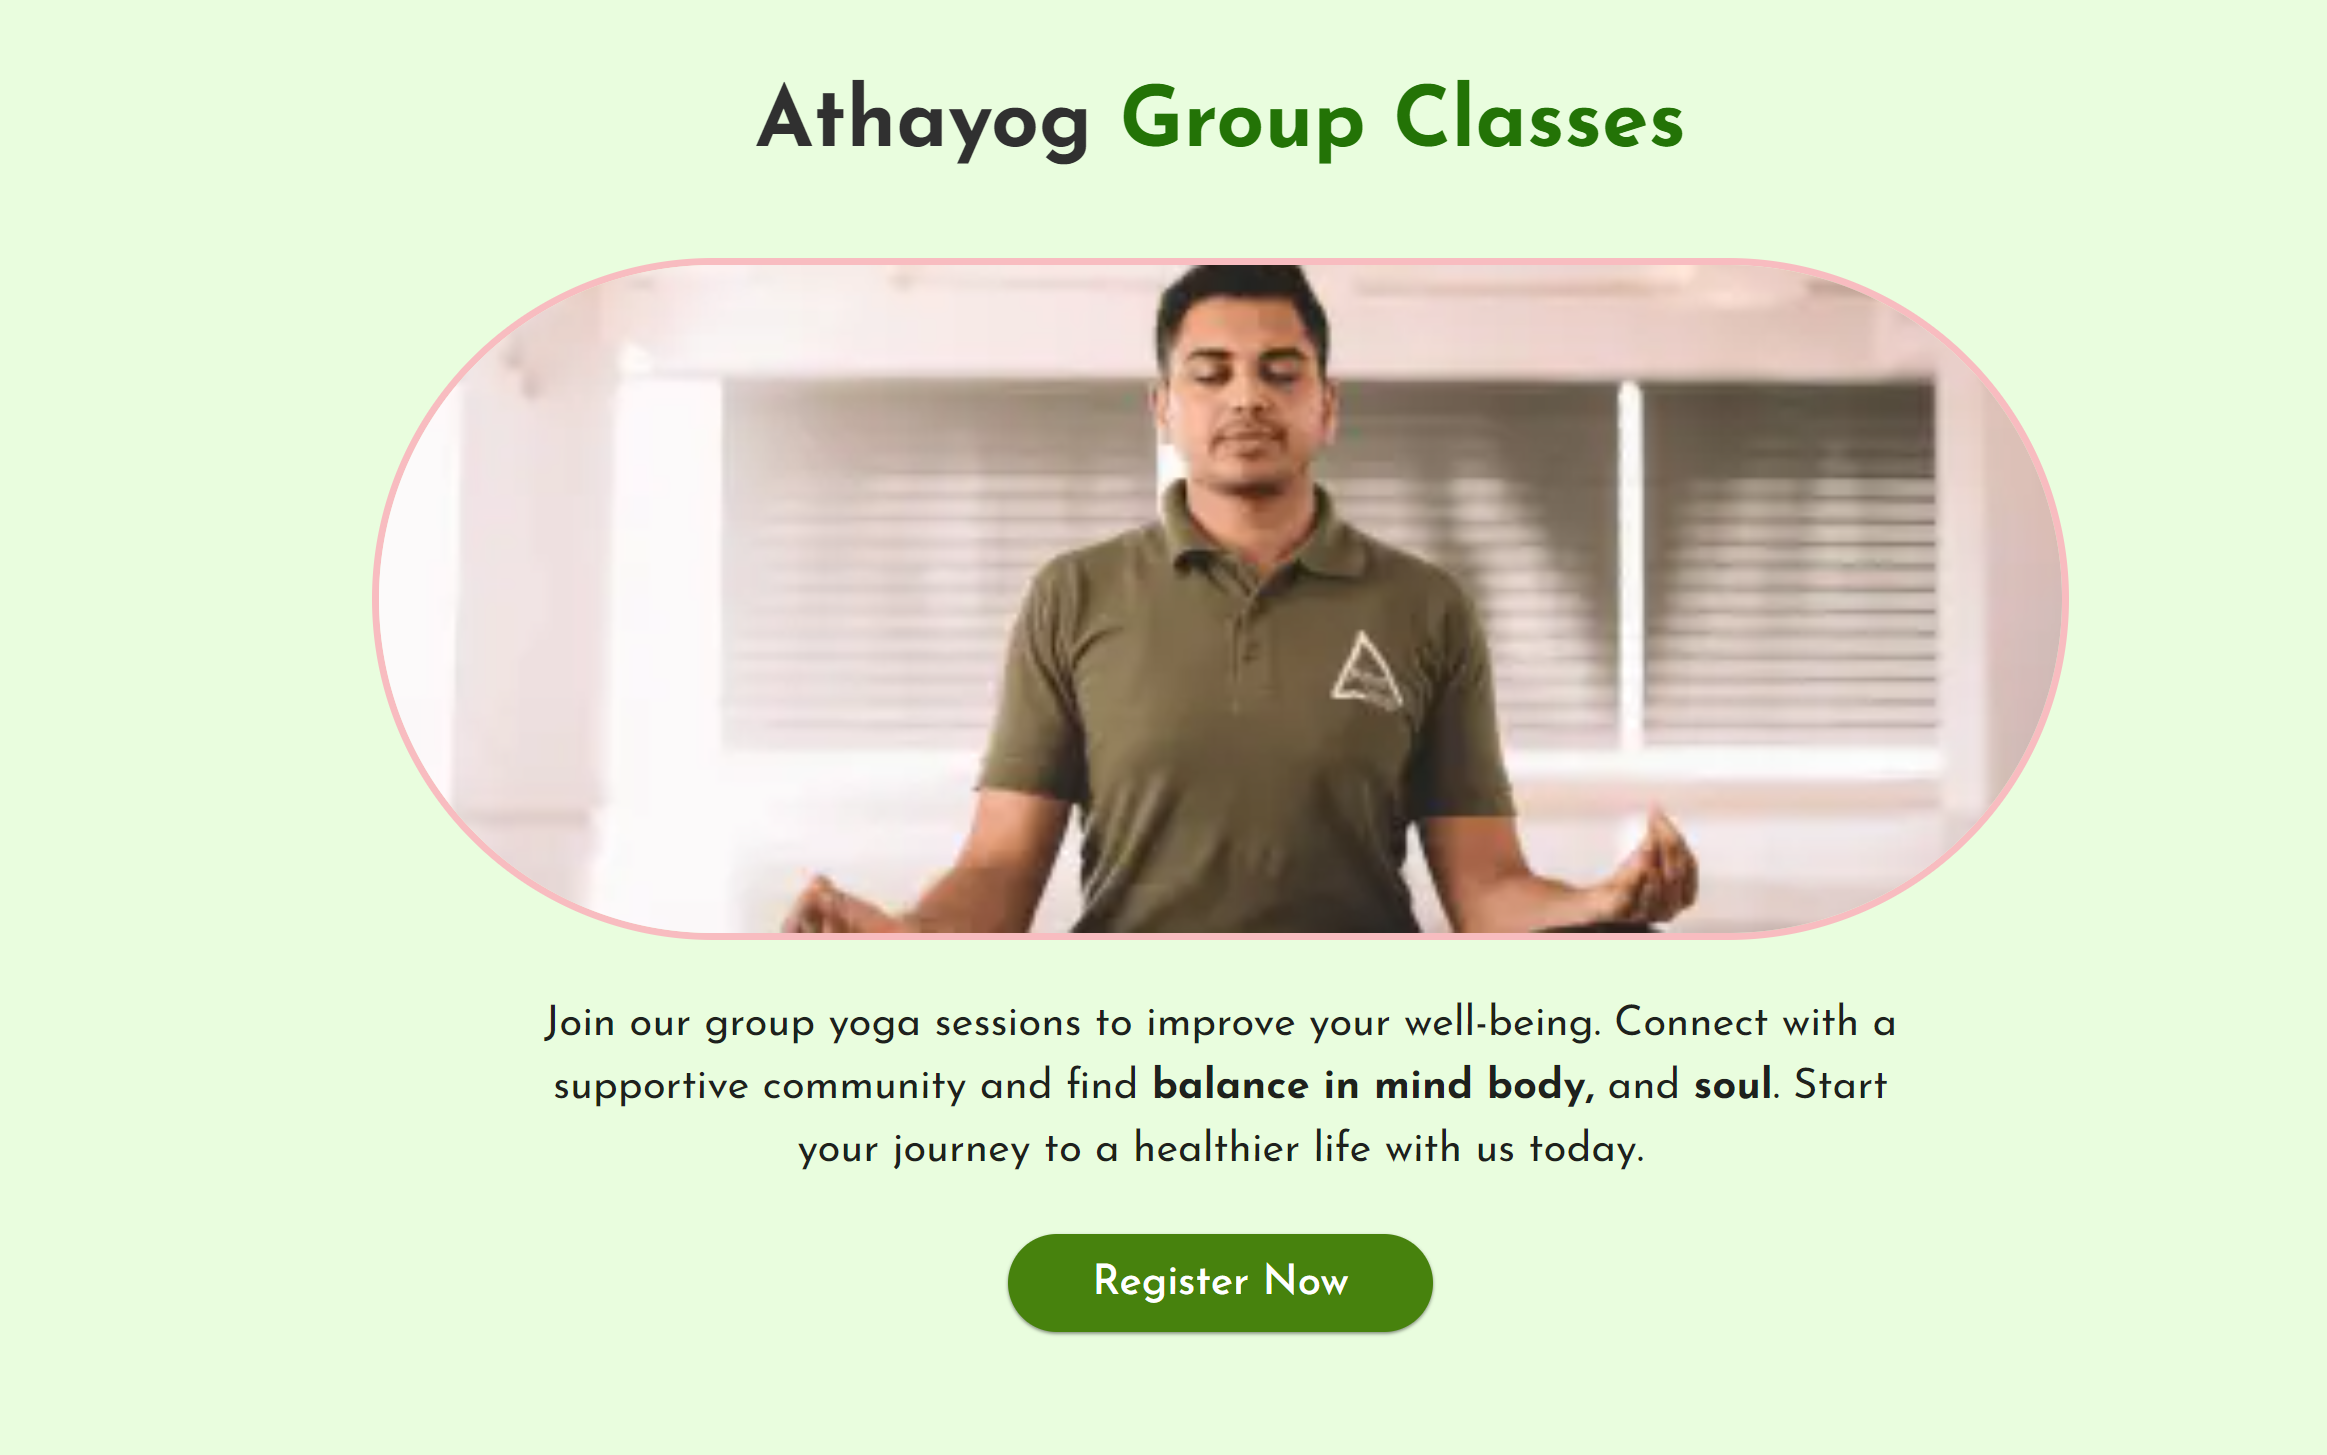 Athayog Group Classes
Join our group yoga sessions to improve your well-being. Connect with a
supportive community and find balance in mind body, and soul. Start
your journey to a healthier life with us today.
Register Now